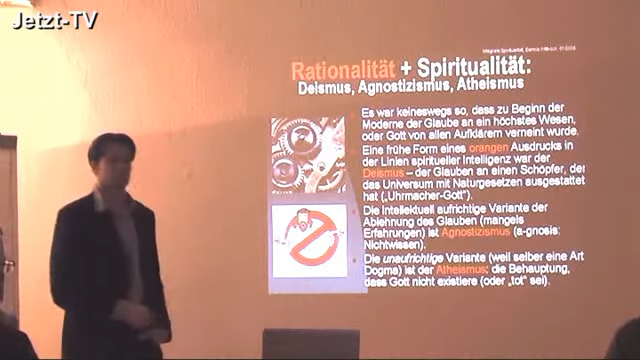 Jetzt-TV
Rationalität + Spiritualität:
Deismus, Agnostizismus, Atheismus
Es war keineswegs so, dass zu Beginn der
Moderne der Glaube an ein höchstes Wesen,
oder Gott von allen Aufklärern verneint wurde.
Eine frühe Form eines orangen Ausdrucks in
der Linien spiritueller Intelligenz war der
Deismus – der Glauben an einen Schöpfer, der
das Universum mit Naturgesetzen ausgestattet
hat („Uhrmacher-Gott“).
Die Intellektuell aufrichtige Variante der
Ablehnung des Glauben (mangels
Erfahrungen) ist Agnostizismus (a-gnosis:
Nichtwissen).
Die unaufrichtige Variante (weil selber eine Art
Dogma) ist der Atheismus; die Behauptung,
dass Gott nicht existiere (oder „tot“ sei).